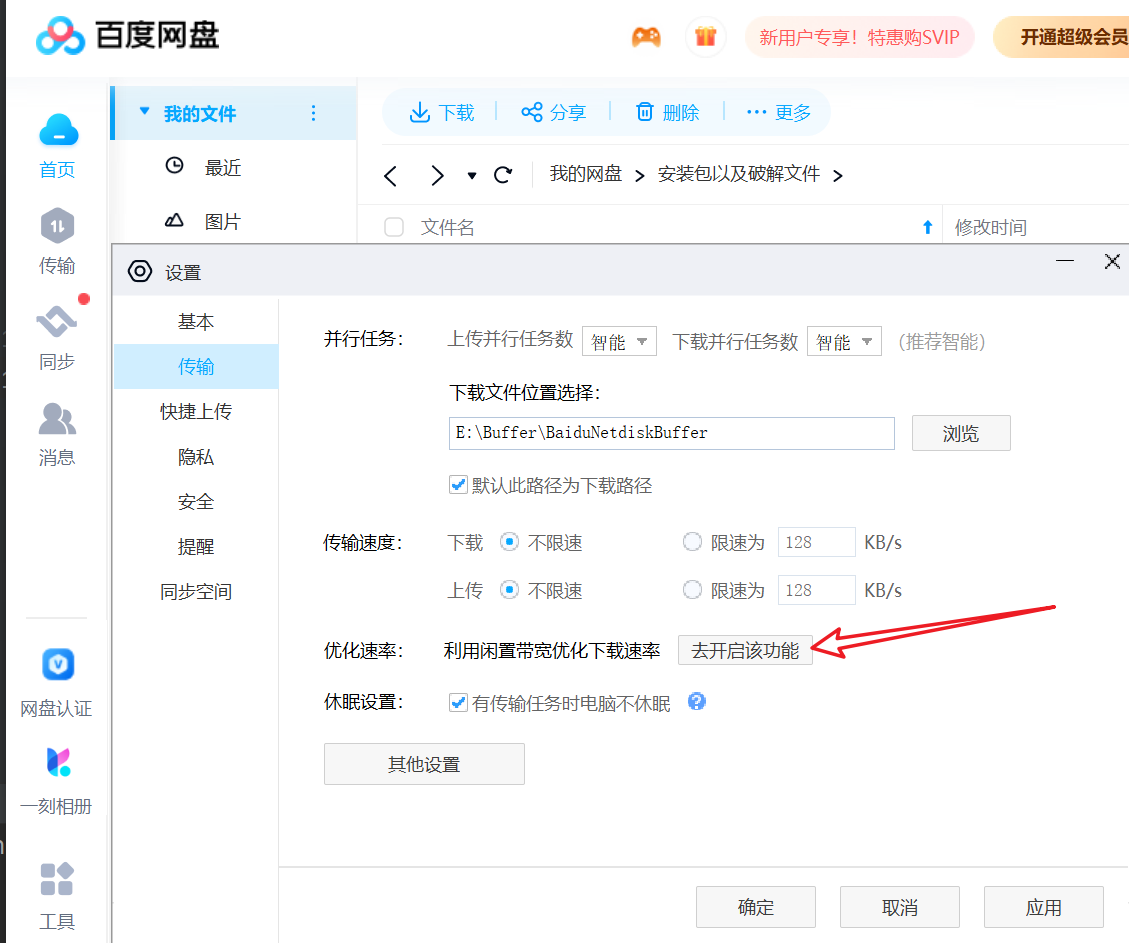 百度网盘
新用户专享！特惠购SVIP
开通超级会员
首页
传输
同步
消息
网盘认证
一刻相册
工具
我的文件
最近
图片
下载 分享 删除 更多
我的网盘 安装包以及破解文件
文件名 修改时间
设置
基本
传输
快捷上传
隐私
安全
提醒
同步空间
并行任务： 上传并行任务数 智能 下载并行任务数 智能 (推荐智能)
下载文件位置选择：
E:\Buffer\BaiduNetdiskBuffer 浏览
默认此路径为下载路径
传输速度： 下载 不限速 限速为 128 KB/s
上传 不限速 限速为 128 KB/s
优化速率： 利用闲置带宽优化下载速率 去开启该功能
休眠设置： 有传输任务时电脑不休眠 ?
其他设置
确定 取消 应用